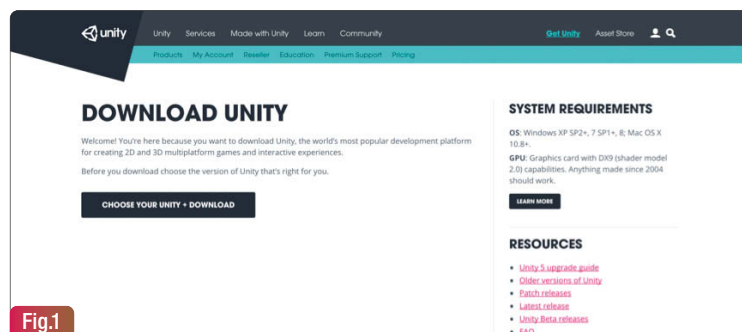 unity
Unity Services Made with Unity Learn Community
Get Unity Asset Store
Products My Account Reseller Education Premium Support Pricing
DOWNLOAD UNITY
Welcome! You're here because you want to download Unity, the world's most popular development platform
for creating 2D and 3D multiplatform games and interactive experiences.
Before you download choose the version of Unity that's right for you.
CHOOSE YOUR UNITY + DOWNLOAD
SYSTEM REQUIREMENTS
OS: Windows XP SP2+, 7 SP1+, 8; Mac OS X
10.8+.
GPU: Graphics card with DX9 (shader model
2.0) capabilities. Anything made since 2004
should work.
LEARN MORE
RESOURCES
Unity 5 upgrade guide
Older versions of Unity
Patch releases
Latest release
Unity Beta releases
FAQ
Fig.1